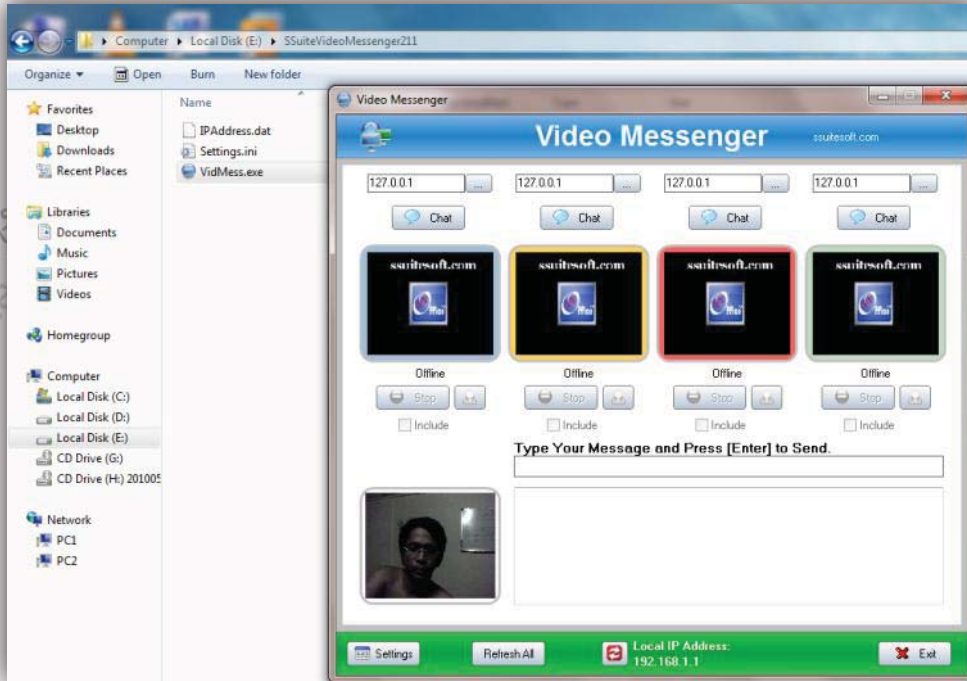 Computer ▸ Local Disk (E:) ▸ SSuiteVideoMessenger211
Organize ▾ Open Burn New folder
Favorites
Desktop
Downloads
Recent Places
Libraries
Documents
Music
Pictures
Videos
Homegroup
Computer
Local Disk (C:)
Local Disk (D:)
Local Disk (E:)
CD Drive (G:)
CD Drive (H:) 201005
Network
PC1
PC2
Name
IPAddress.dat
Settings.ini
VidMess.exe
Video Messenger
Video Messenger ssuitesoft.com
127.0.0.1 ... 127.0.0.1 ... 127.0.0.1 ... 127.0.0.1 ...
Chat Chat Chat Chat
ssuitesoft.com ssuitesoft.com ssuitesoft.com ssuitesoft.com
Offline Offline Offline Offline
Stop Stop Stop Stop
Include Include Include Include
Type Your Message and Press [Enter] to Send.
Settings Refresh All Local IP Address: Exit
192.168.1.1